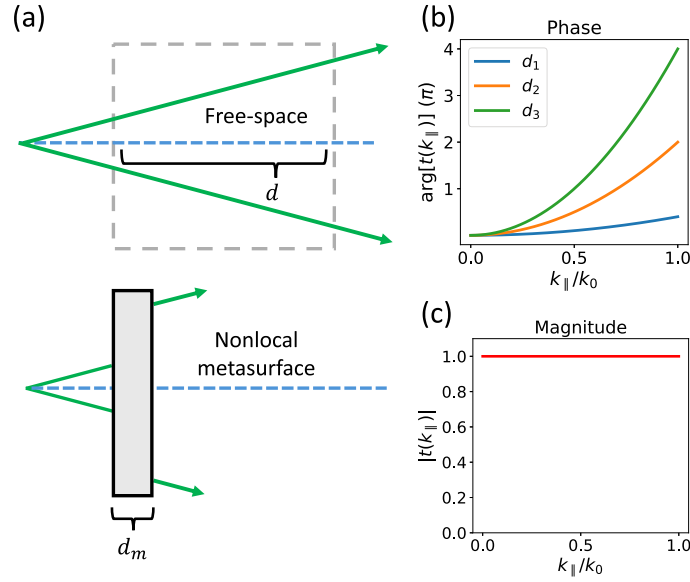 (a)
Free-space
d
Nonlocal
metasurface
dₘ
(b)
Phase
4
3
2
1
arg[t(k∥)] (π)
d₁
d₂
d₃
0.0
0.5
1.0
k∥/k₀
(c)
Magnitude
1.0
0.8
0.6
0.4
0.2
0.0
|t(k∥)|
0.0
0.5
1.0
k∥/k₀